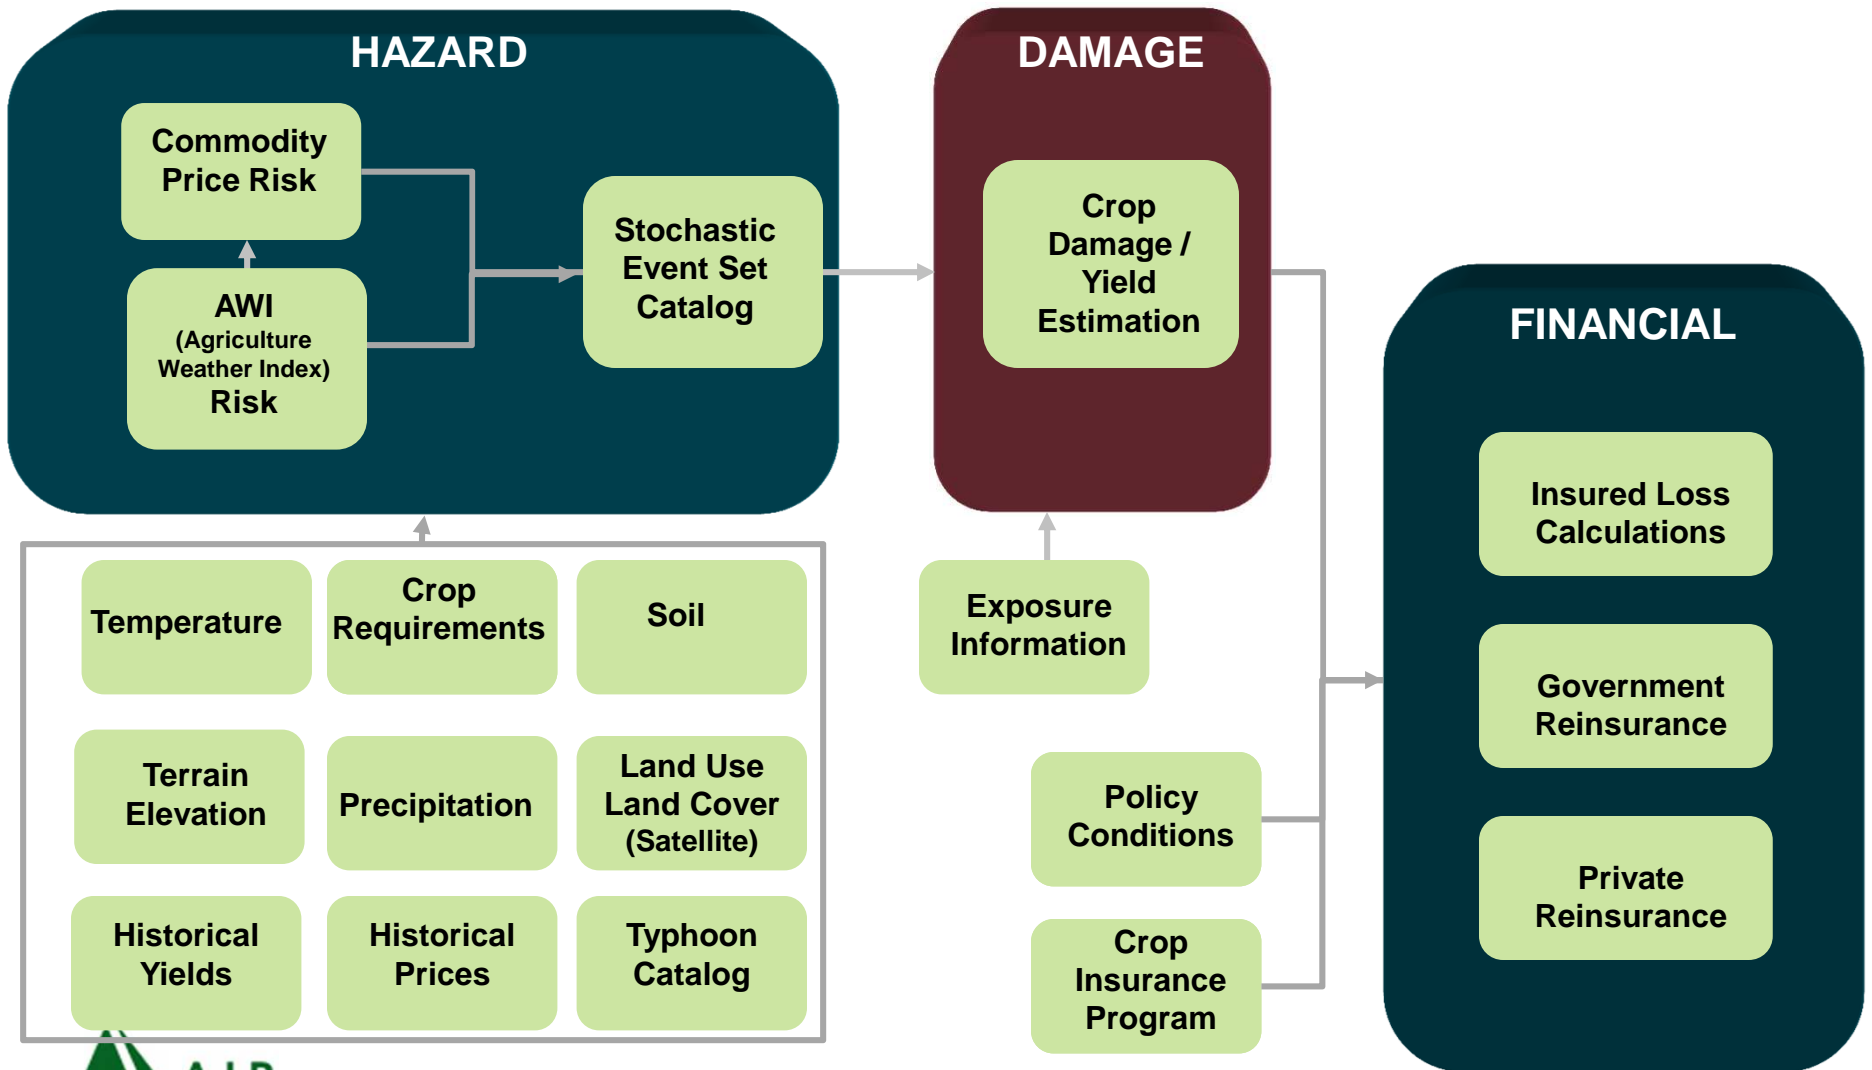 HAZARD
Commodity
Price Risk
AWI
(Agriculture
Weather Index)
Risk
Stochastic
Event Set
Catalog
DAMAGE
Crop
Damage /
Yield
Estimation
FINANCIAL
Insured Loss
Calculations
Government
Reinsurance
Private
Reinsurance
Temperature
Crop
Requirements
Soil
Terrain
Elevation
Precipitation
Land Use
Land Cover
(Satellite)
Historical
Yields
Historical
Prices
Typhoon
Catalog
Exposure
Information
Policy
Conditions
Crop
Insurance
Program